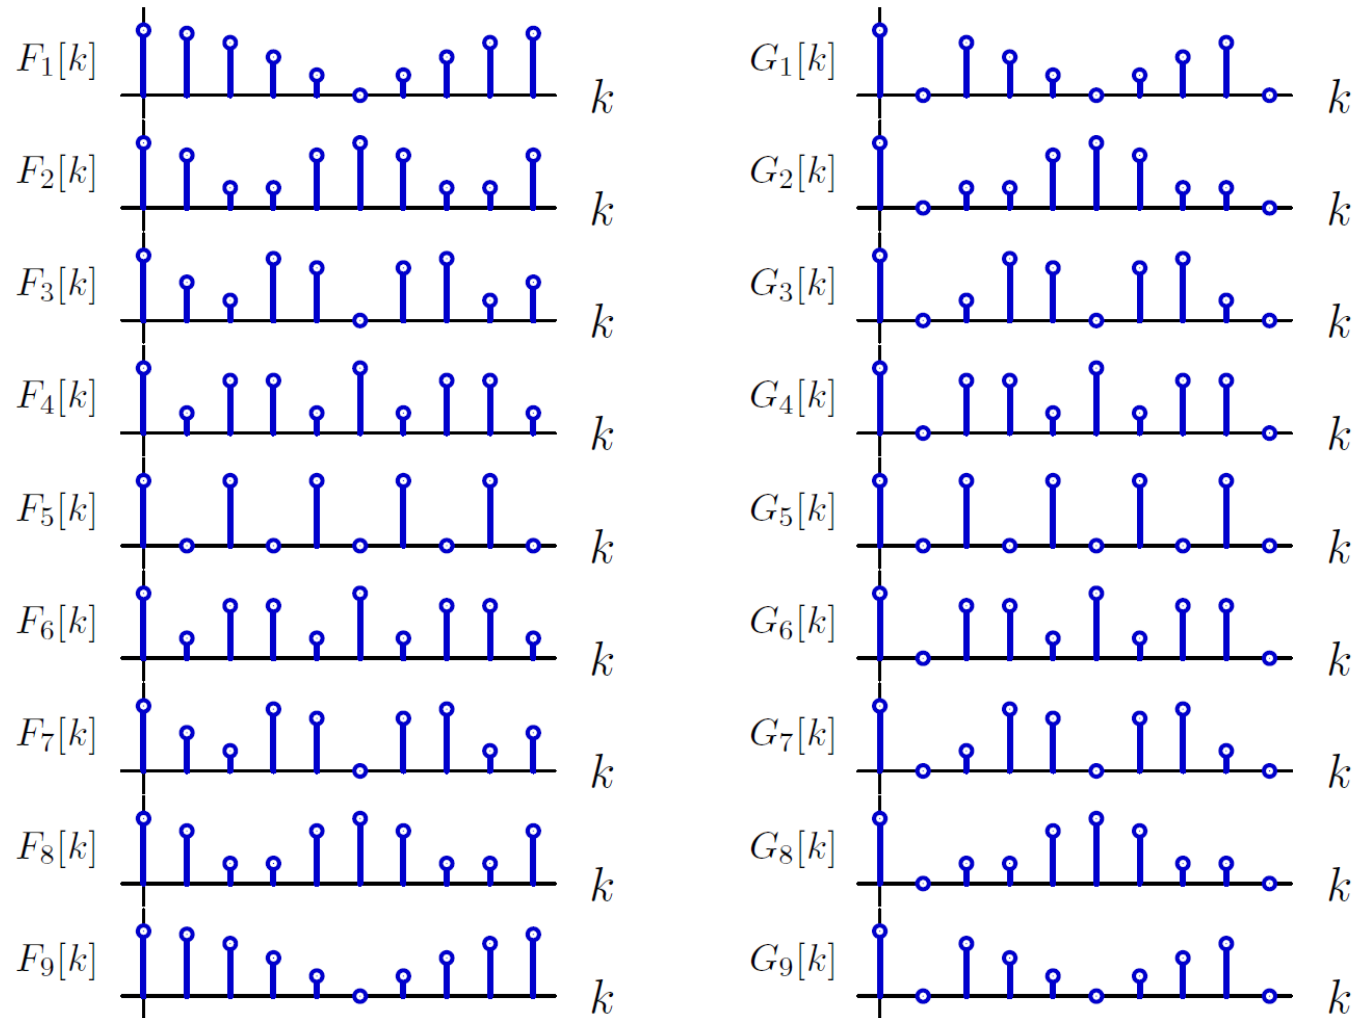 F₁[k] k G₁[k] k
F₂[k] k G₂[k] k
F₃[k] k G₃[k] k
F₄[k] k G₄[k] k
F₅[k] k G₅[k] k
F₆[k] k G₆[k] k
F₇[k] k G₇[k] k
F₈[k] k G₈[k] k
F₉[k] k G₉[k] k